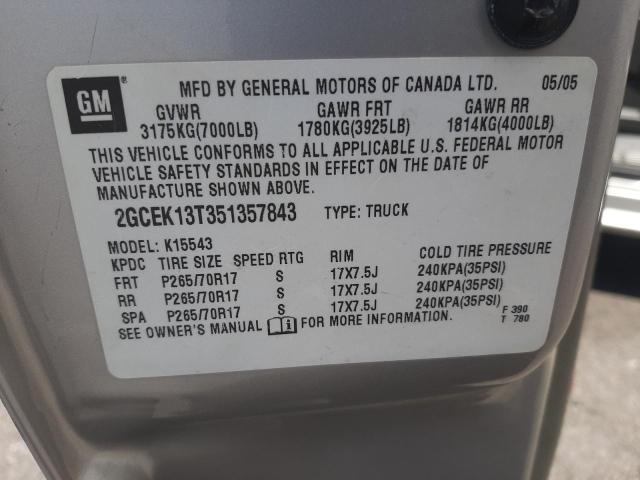 GM ® MFD BY GENERAL MOTORS OF CANADA LTD. 05/05
GVWR GAWR FRT GAWR RR
3175KG(7000LB) 1780KG(3925LB) 1814KG(4000LB)
THIS VEHICLE CONFORMS TO ALL APPLICABLE U.S. FEDERAL MOTOR
VEHICLE SAFETY STANDARDS IN EFFECT ON THE DATE OF
MANUFACTURE SHOWN ABOVE.
2GCEK13T351357843 TYPE: TRUCK
MODEL: K15543
KPDC TIRE SIZE SPEED RTG RIM COLD TIRE PRESSURE
FRT P265/70R17 S 17X7.5J 240KPA(35PSI)
RR P265/70R17 S 17X7.5J 240KPA(35PSI)
SPA P265/70R17 S 17X7.5J 240KPA(35PSI)
SEE OWNER'S MANUAL FOR MORE INFORMATION.
F 390
T 780